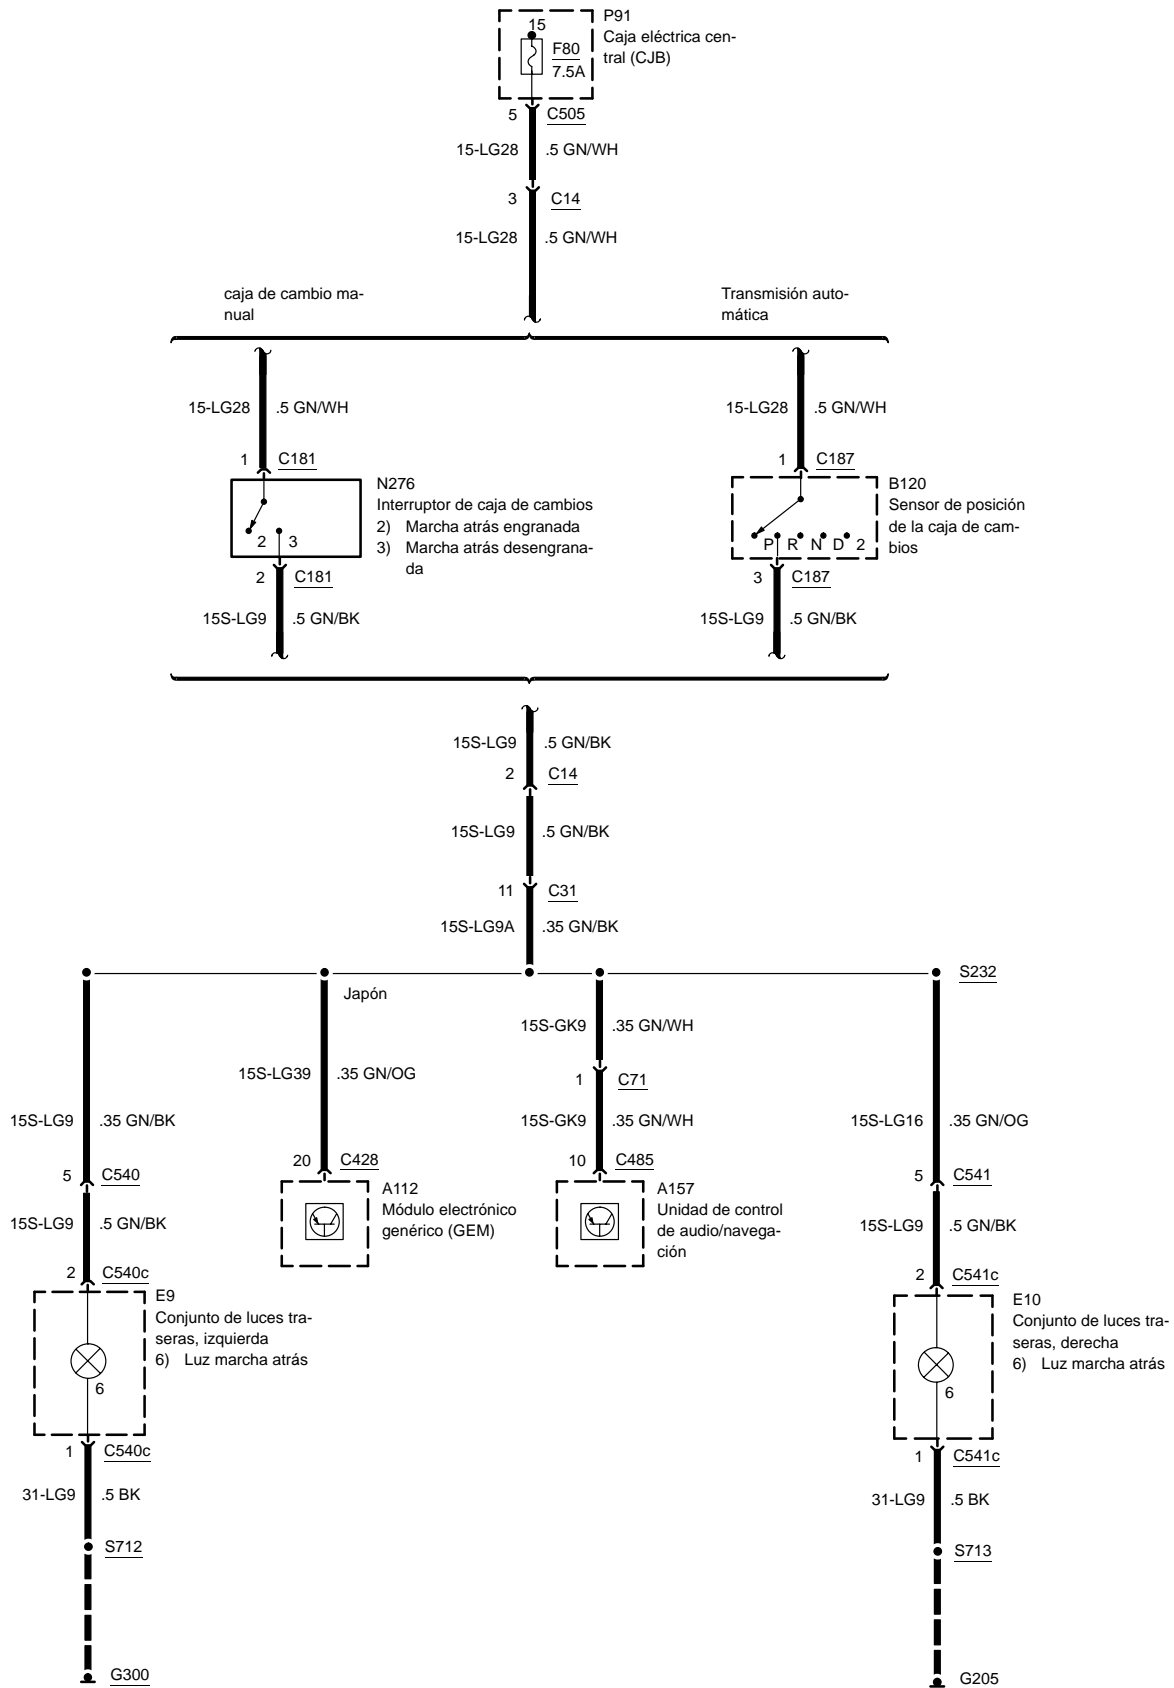 P91
15
Caja eléctrica cen-
tral (CJB)
F80
7.5A
5 C505
15-LG28 .5 GN/WH
3 C14
15-LG28 .5 GN/WH
caja de cambio ma-
nual
Transmisión auto-
mática
15-LG28 .5 GN/WH
15-LG28 .5 GN/WH
1 C181
1 C187
N276
Interruptor de caja de cambios
2) Marcha atrás engranada
3) Marcha atrás desengrana-
da
2 3
B120
Sensor de posición
de la caja de cam-
bios
P R N D 2
2 C181
3 C187
15S-LG9 .5 GN/BK
15S-LG9 .5 GN/BK
15S-LG9 .5 GN/BK
2 C14
15S-LG9 .5 GN/BK
11 C31
15S-LG9A .35 GN/BK
S232
Japón
15S-GK9 .35 GN/WH
15S-LG39 .35 GN/OG
1 C71
15S-LG9 .35 GN/BK
15S-GK9 .35 GN/WH
15S-LG16 .35 GN/OG
5 C540
20 C428
10 C485
5 C541
A112
Módulo electrónico
genérico (GEM)
A157
Unidad de control
de audio/navega-
ción
15S-LG9 .5 GN/BK
15S-LG9 .5 GN/BK
2 C540c
2 C541c
E9
Conjunto de luces tra-
seras, izquierda
6) Luz marcha atrás
6
E10
Conjunto de luces tra-
seras, derecha
6) Luz marcha atrás
6
1 C540c
1 C541c
31-LG9 .5 BK
31-LG9 .5 BK
S712
S713
G300
G205